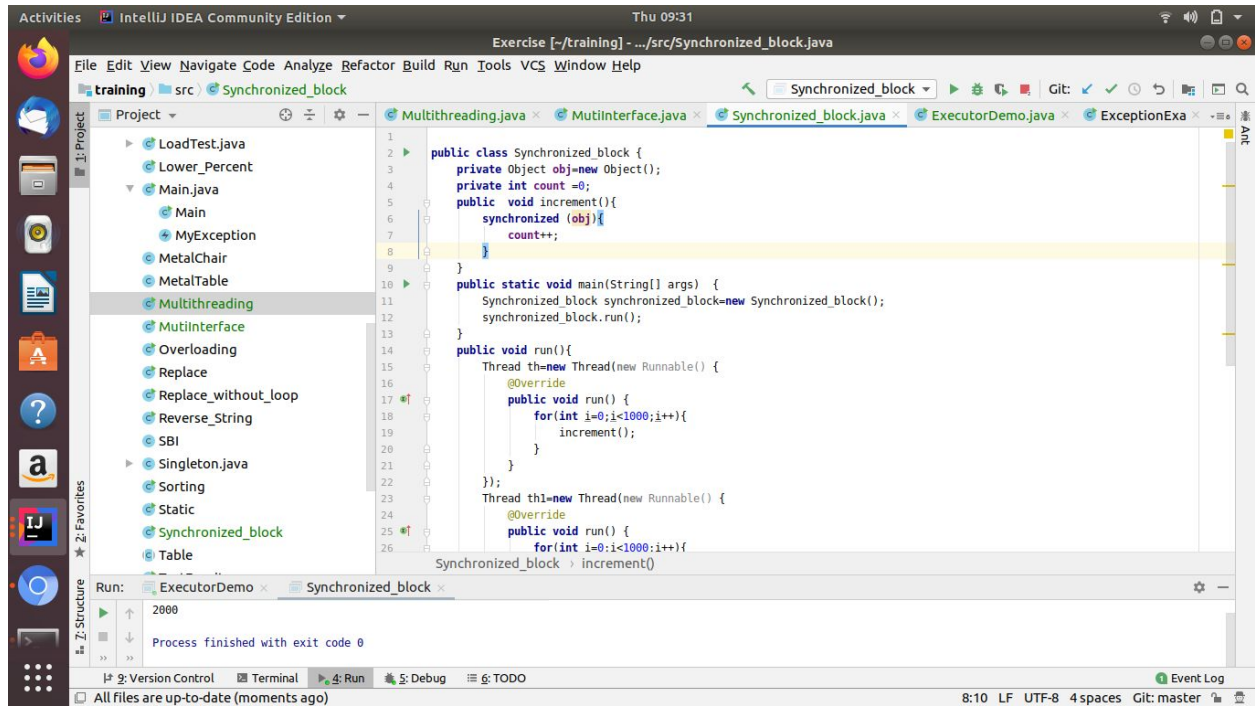 Activities IntelliJ IDEA Community Edition Thu 09:31
Exercise [~/training] - .../src/Synchronized_block.java
File Edit View Navigate Code Analyze Refactor Build Run Tools VCS Window Help
training src Synchronized_block Synchronized_block Git:
Project Multithreading.java MutiInterface.java Synchronized_block.java ExecutorDemo.java ExceptionExa
1: Project
Ant
LoadTest.java
Lower_Percent
Main.java
Main
MyException
MetalChair
MetalTable
Multithreading
MutiInterface
Overloading
Replace
Replace_without_loop
Reverse_String
SBI
Singleton.java
Sorting
Static
Synchronized_block
Table
2: Favorites
Z: Structure
1
2 public class Synchronized_block {
3 private Object obj=new Object();
4 private int count =0;
5 public  void increment(){
6 synchronized (obj){
7 count++;
8 }
9 }
10 public static void main(String[] args)  {
11 Synchronized_block synchronized_block=new Synchronized_block();
12 synchronized_block.run();
13 }
14 public void run(){
15 Thread th=new Thread(new Runnable() {
16 @Override
17 public void run() {
18 for(int i=0;i<1000;i++){
19 increment();
20 }
21 }
22 });
23 Thread th1=new Thread(new Runnable() {
24 @Override
25 public void run() {
26 for(int i=0;i<1000;i++){
Synchronized_block › increment()
Run: ExecutorDemo Synchronized_block
2000
Process finished with exit code 0
9: Version Control Terminal 4: Run 5: Debug 6: TODO 1 Event Log
All files are up-to-date (moments ago) 8:10 LF UTF-8 4 spaces Git: master